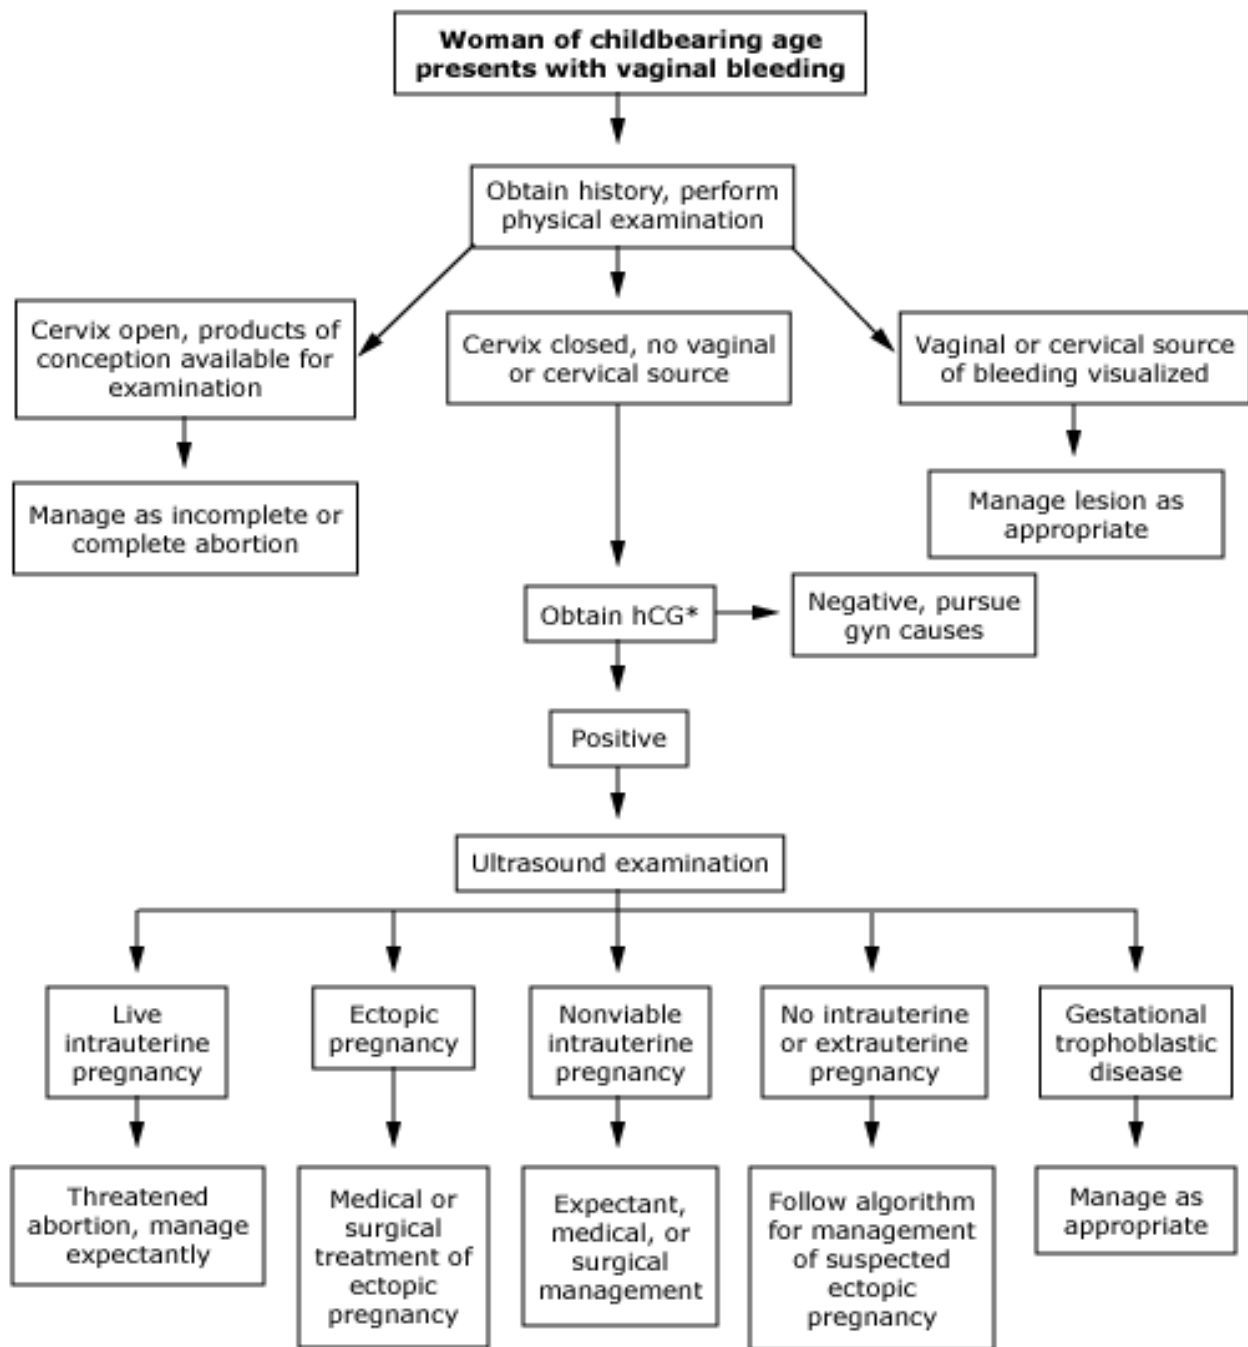 Woman of childbearing age
presents with vaginal bleeding
Obtain history, perform
physical examination
Cervix open, products of
conception available for
examination
Cervix closed, no vaginal
or cervical source
Vaginal or cervical source
of bleeding visualized
Manage as incomplete or
complete abortion
Manage lesion as
appropriate
Obtain hCG*
Negative, pursue
gyn causes
Positive
Ultrasound examination
Live
intrauterine
pregnancy
Ectopic
pregnancy
Nonviable
intrauterine
pregnancy
No intrauterine
or extrauterine
pregnancy
Gestational
trophoblastic
disease
Threatened
abortion, manage
expectantly
Medical or
surgical
treatment of
ectopic
pregnancy
Expectant,
medical, or
surgical
management
Follow algorithm
for management
of suspected
ectopic
pregnancy
Manage as
appropriate